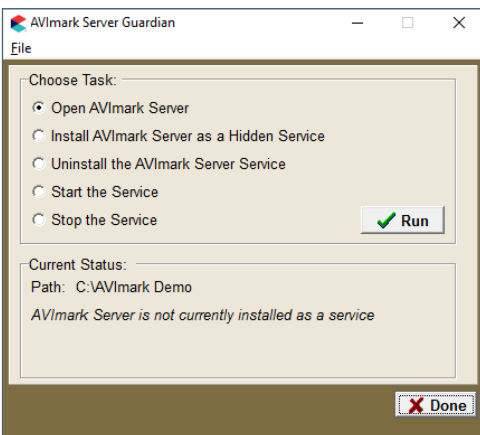 AVImark Server Guardian
File
Choose Task:
Open AVImark Server
Install AVImark Server as a Hidden Service
Uninstall the AVImark Server Service
Start the Service
Stop the Service
Run
Current Status:
Path: C:\AVImark Demo
AVImark Server is not currently installed as a service
Done